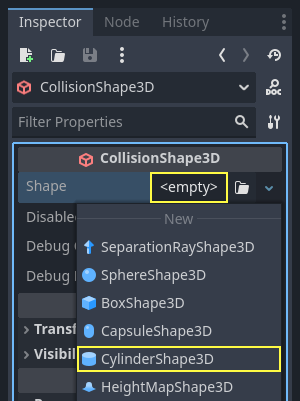 Inspector Node History
CollisionShape3D DOC
Filter Properties
CollisionShape3D
Shape <empty>
Disable
New
Debug
SeparationRayShape3D
Debug
SphereShape3D
BoxShape3D
CapsuleShape3D
Transf
CylinderShape3D
Visibil
HeightMapShape3D